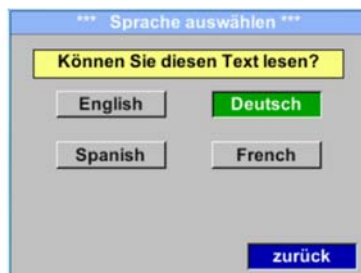 *** Sprache auswählen ***
Können Sie diesen Text lesen?
English Deutsch
Spanish French
zurück